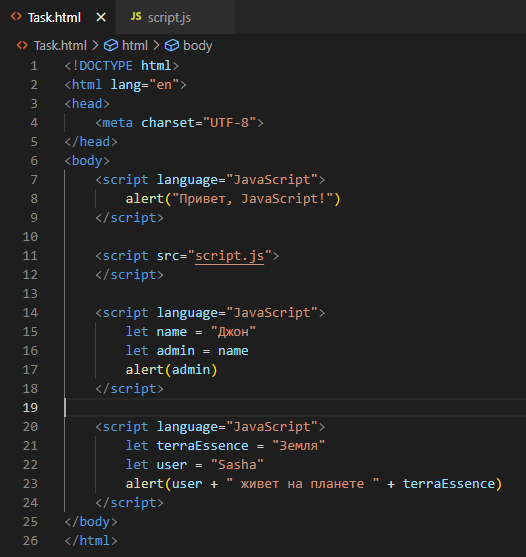 Task.html script.js
Task.html > html > body
1 <!DOCTYPE html>
2 <html lang="en">
3 <head>
4 <meta charset="UTF-8">
5 </head>
6 <body>
7 <script language="JavaScript">
8 alert("Привет, JavaScript!")
9 </script>
10
11 <script src="script.js">
12 </script>
13
14 <script language="JavaScript">
15 let name = "Джон"
16 let admin = name
17 alert(admin)
18 </script>
19
20 <script language="JavaScript">
21 let terraEssence = "Земля"
22 let user = "Sasha"
23 alert(user + " живет на планете " + terraEssence)
24 </script>
25 </body>
26 </html>